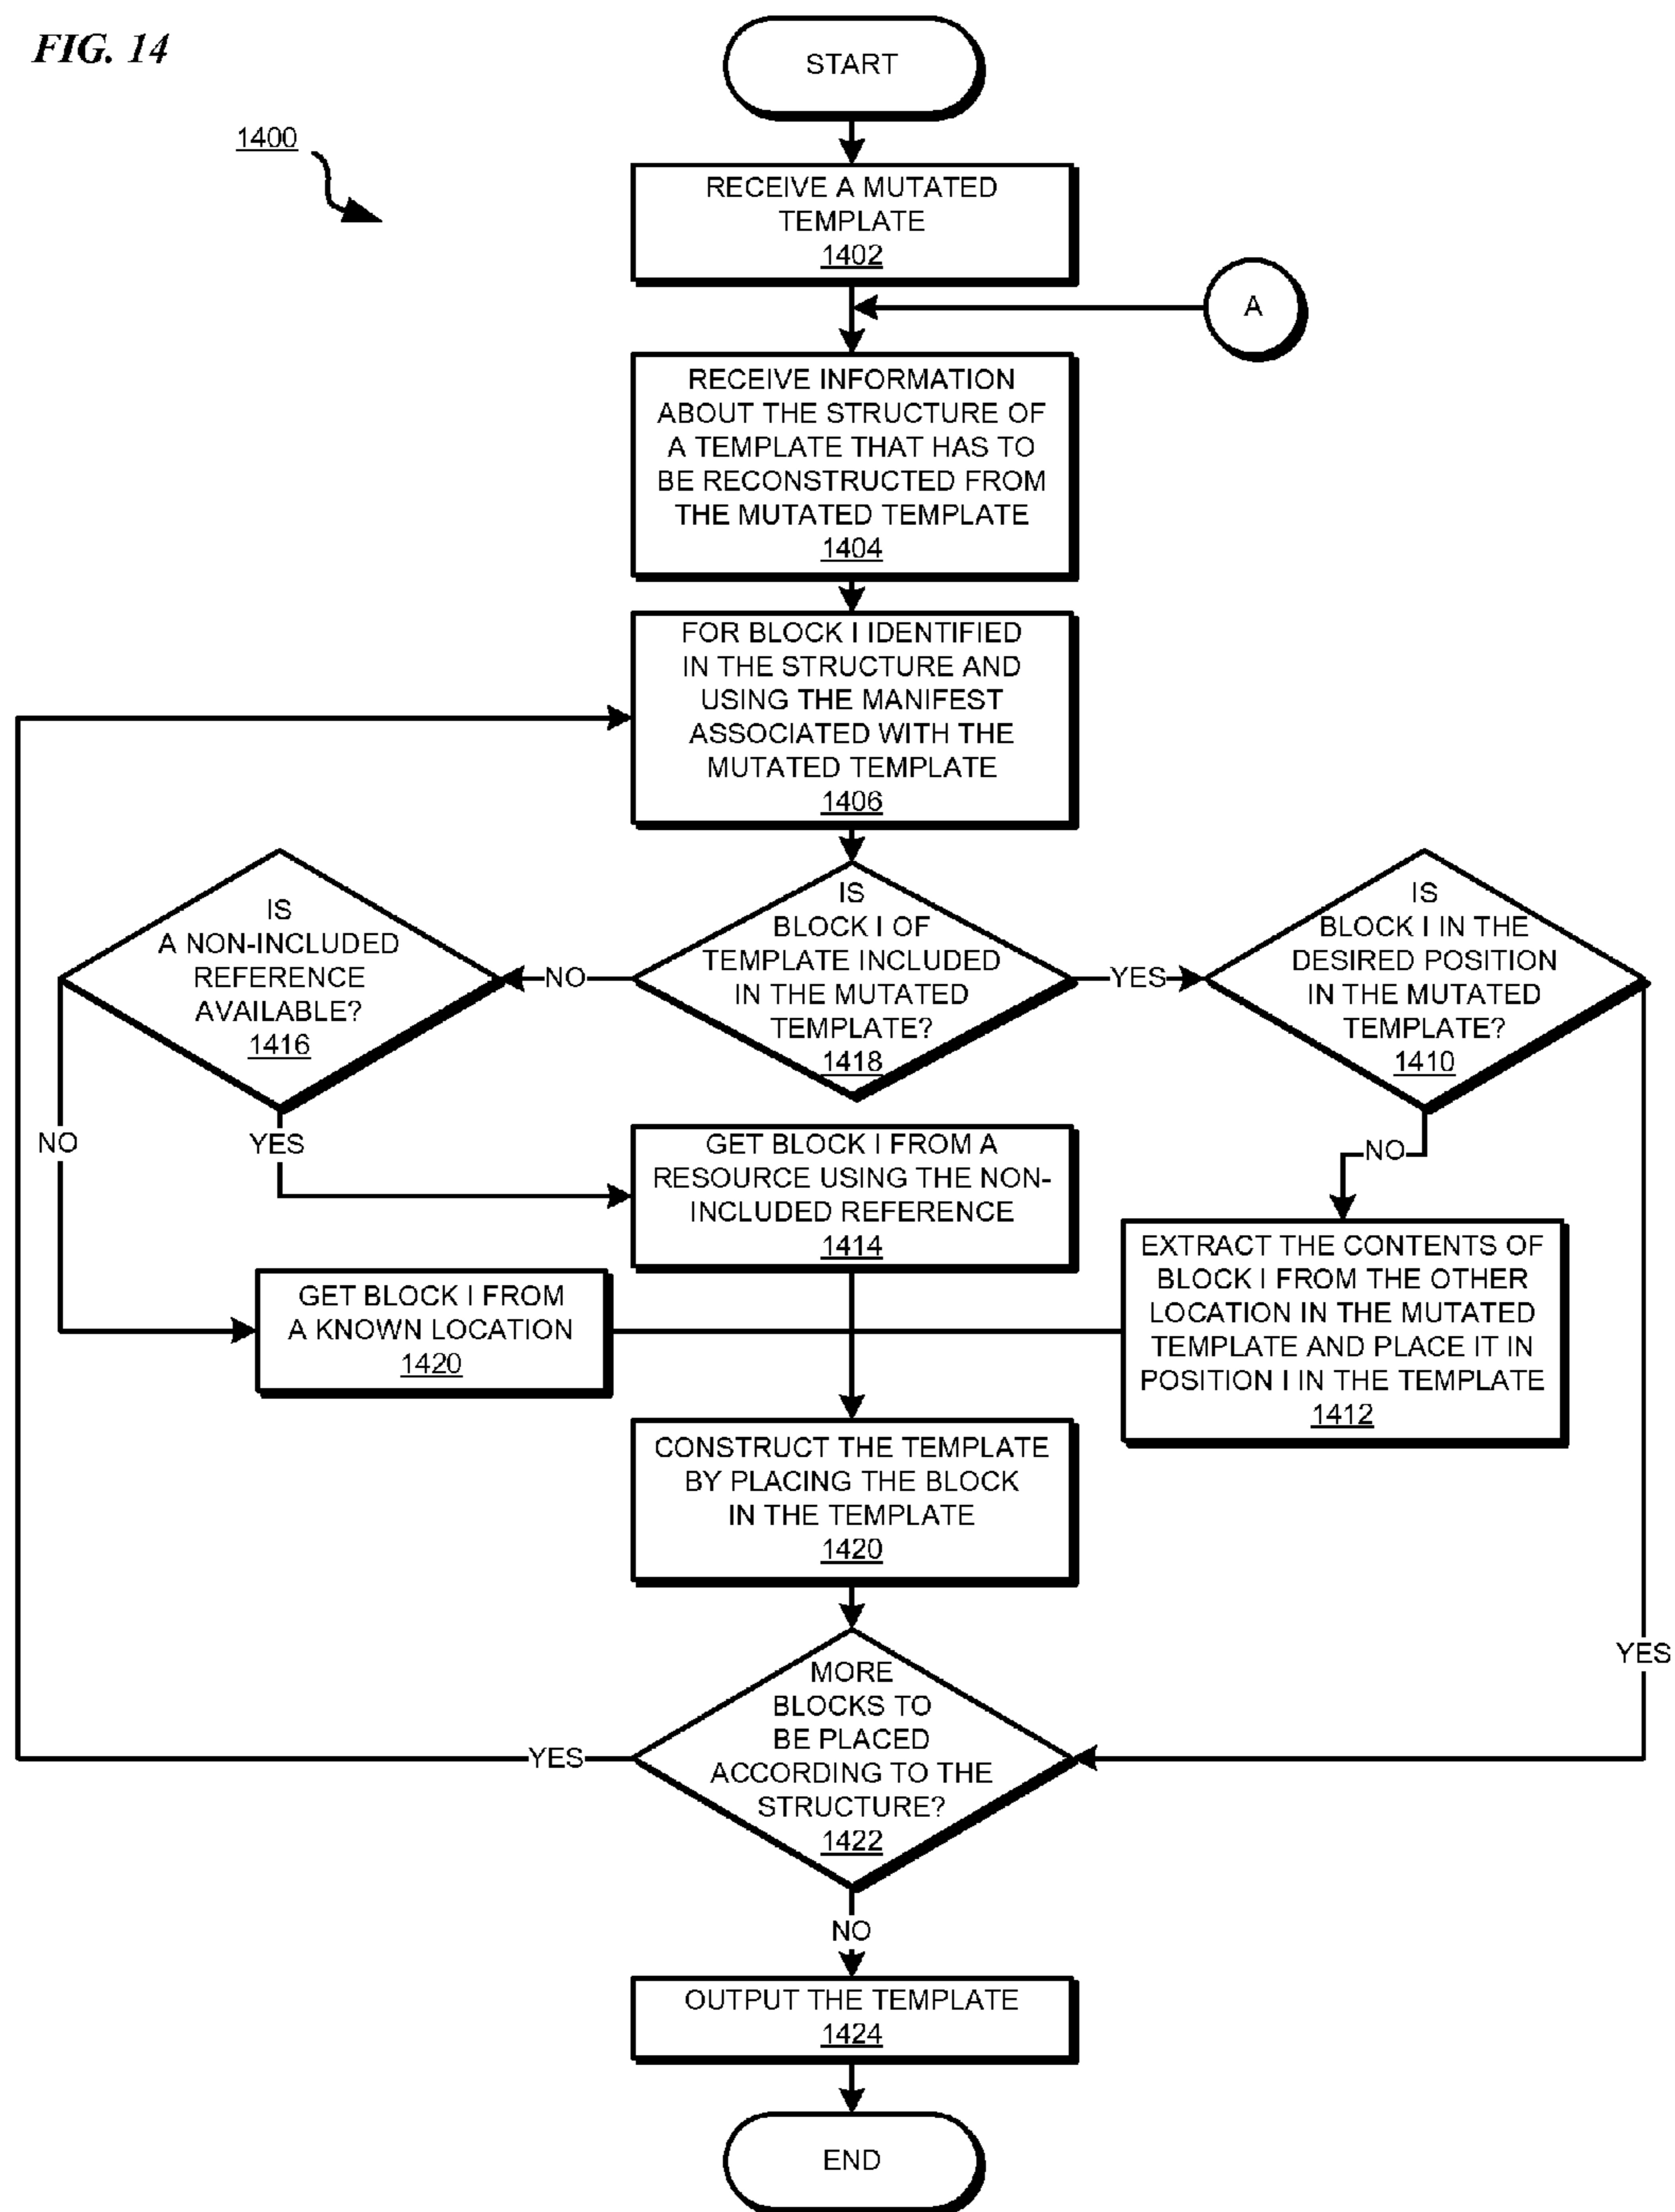 FIG. 14
START
1400
RECEIVE A MUTATED
TEMPLATE
1402
A
RECEIVE INFORMATION
ABOUT THE STRUCTURE OF
A TEMPLATE THAT HAS TO
BE RECONSTRUCTED FROM
THE MUTATED TEMPLATE
1404
FOR BLOCK I IDENTIFIED
IN THE STRUCTURE AND
USING THE MANIFEST
ASSOCIATED WITH THE
MUTATED TEMPLATE
1406
IS
A NON-INCLUDED
REFERENCE
AVAILABLE?
1416
NO
IS
BLOCK I OF
TEMPLATE INCLUDED
IN THE MUTATED
TEMPLATE?
1418
YES
IS
BLOCK I IN THE
DESIRED POSITION
IN THE MUTATED
TEMPLATE?
1410
NO
YES
GET BLOCK I FROM A
RESOURCE USING THE NON-
INCLUDED REFERENCE
1414
NO
GET BLOCK I FROM
A KNOWN LOCATION
1420
EXTRACT THE CONTENTS OF
BLOCK I FROM THE OTHER
LOCATION IN THE MUTATED
TEMPLATE AND PLACE IT IN
POSITION I IN THE TEMPLATE
1412
CONSTRUCT THE TEMPLATE
BY PLACING THE BLOCK
IN THE TEMPLATE
1420
YES
YES
MORE
BLOCKS TO
BE PLACED
ACCORDING TO THE
STRUCTURE?
1422
NO
OUTPUT THE TEMPLATE
1424
END